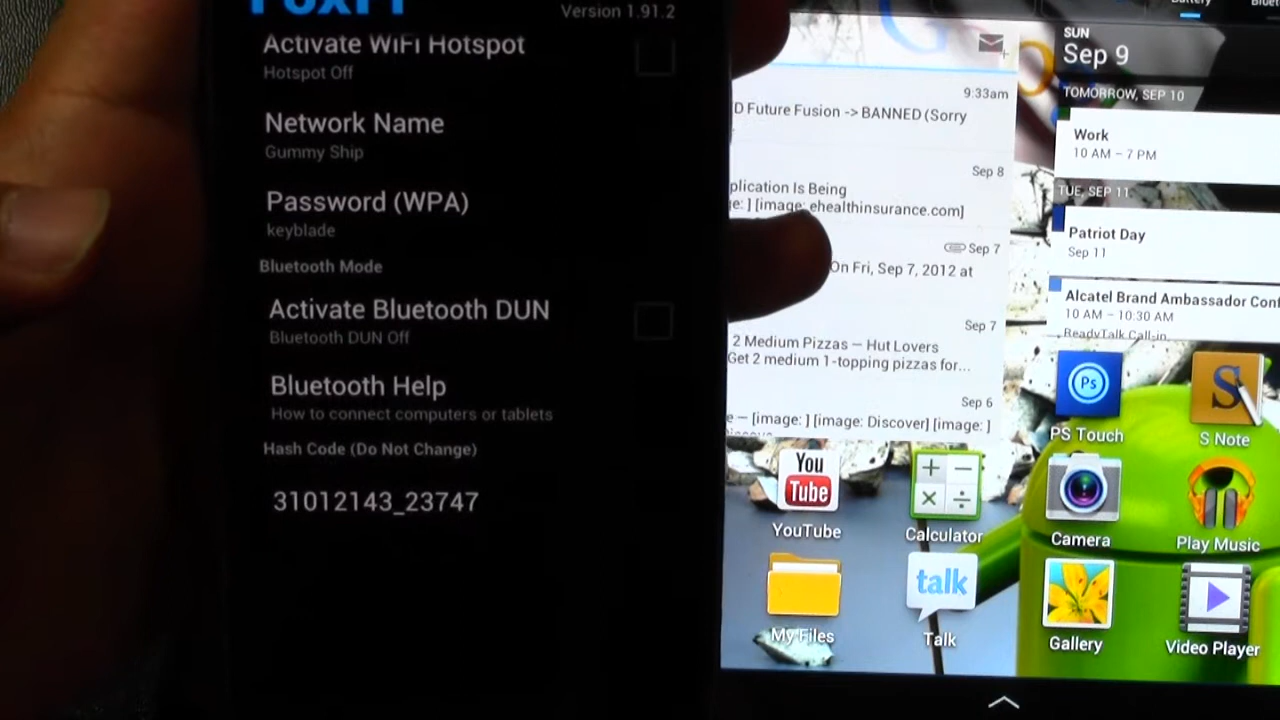 FoxFi
Version 1.91.2
Activate WiFi Hotspot
Hotspot Off
Network Name
Gummy Ship
Password (WPA)
keyblade
Bluetooth Mode
Activate Bluetooth DUN
Bluetooth DUN Off
Bluetooth Help
How to connect computers or tablets
Hash Code (Do Not Change)
31012143_23747
9:33am
D Future Fusion -> BANNED (Sorry
Sep 8
plication Is Being
e: ] [image: ehealthinsurance.com]
Sep 7
On Fri, Sep 7, 2012 at
Sep 7
2 Medium Pizzas – Hut Lovers
Get 2 medium 1-topping pizzas for...
Sep 6
e – [image: ] [image: Discover] [image: ]
Battery
SUN
Sep 9
TOMORROW, SEP 10
Work
10 AM – 7 PM
TUE, SEP 11
Patriot Day
Sep 11
Alcatel Brand Ambassador Conf
10 AM – 10:30 AM
ReadyTalk Call-in
Ps
PS Touch
S
S Note
You
Tube
YouTube
Calculator
Camera
Play Music
My Files
talk
Talk
Gallery
Video Player